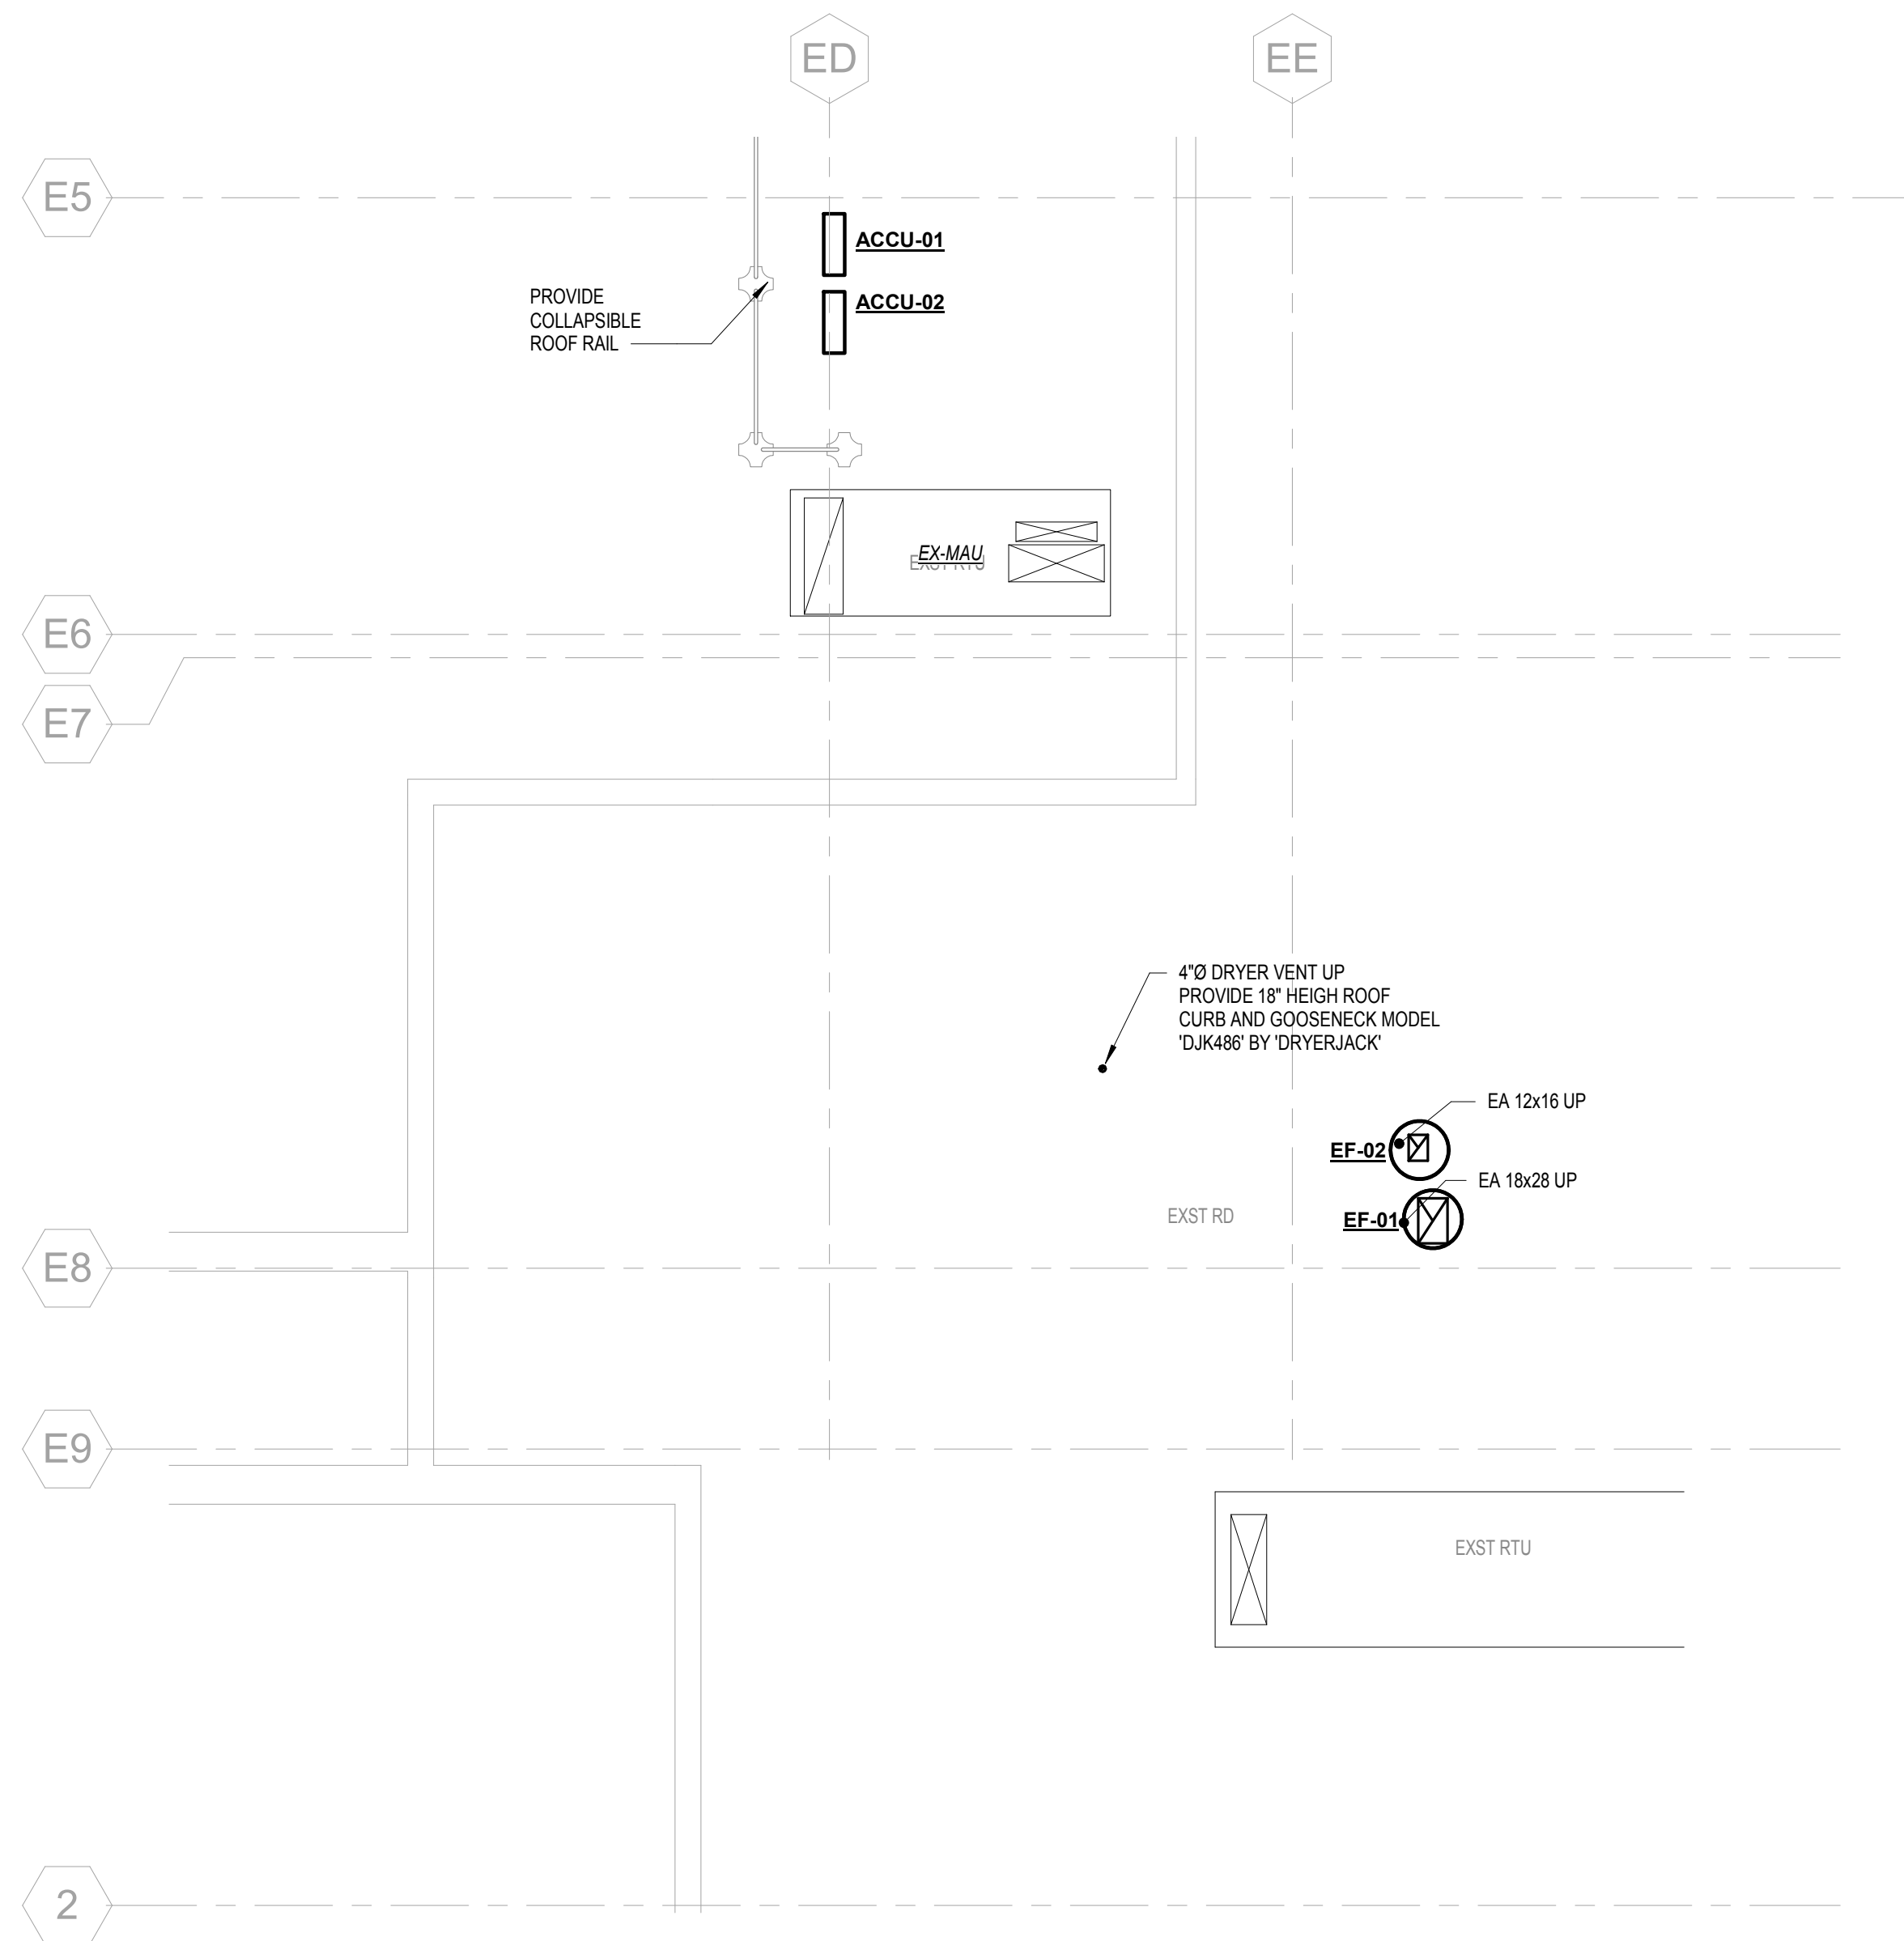 ED
EE
E5
ACCU-01
PROVIDE
COLLAPSIBLE
ROOF RAIL
ACCU-02
EX-MAU
EXST RTU
E6
E7
4"Ø DRYER VENT UP
PROVIDE 18" HEIGH ROOF
CURB AND GOOSENECK MODEL
'DJK486' BY 'DRYERJACK'
EA 12x16 UP
EF-02
EA 18x28 UP
EXST RD
EF-01
E8
E9
EXST RTU
2